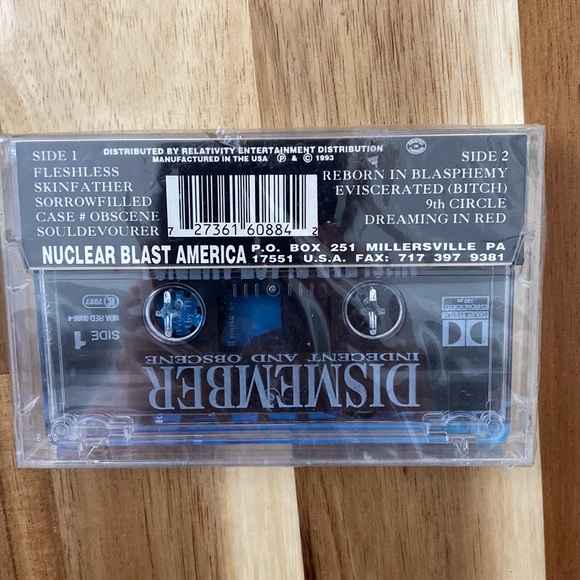 DISTRIBUTED BY RELATIVITY ENTERTAINMENT DISTRIBUTION
MANUFACTURED IN THE USA ℗ & © 1993
SIDE 1
FLESHLESS
SKINFATHER
SORROWFILLED
CASE # OBSCENE
SOULDEVOURER
SIDE 2
REBORN IN BLASPHEMY
EVISCERATED (BITCH)
9th CIRCLE
DREAMING IN RED
7 27361 60884 2
NUCLEAR BLAST AMERICA P.O. BOX 251 MILLERSVILLE PA
17551 U.S.A. FAX: 717 397 9381
SIDE 1
DISMEMBER
INDECENT AND OBSCENE